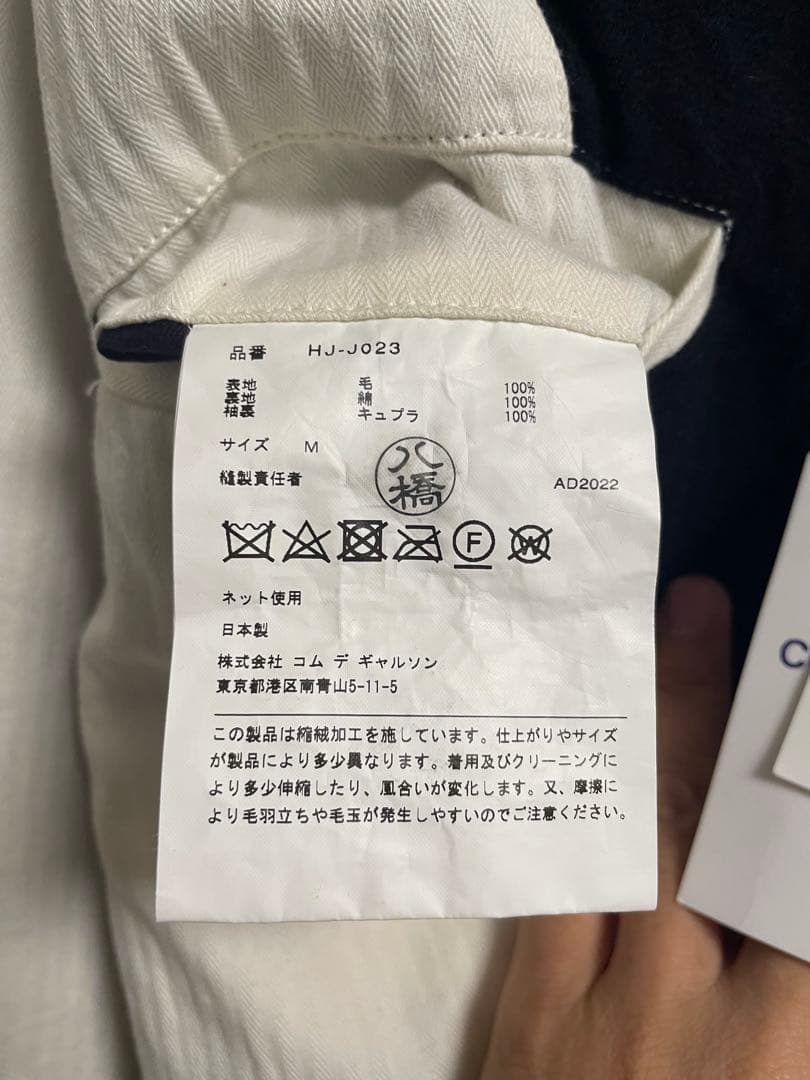 品番 HJ-J023
表地 毛 100%
裏地 綿 100%
袖裏 キュプラ 100%
サイズ M
縫製責任者 八橋 AD2022
F W
ネット使用
日本製
株式会社 コム デ ギャルソン
東京都港区南青山5-11-5
この製品は縮絨加工を施しています。仕上がりやサイズ
が製品により多少異なります。着用及びクリーニングに
より多少伸縮したり、風合いが変化します。又、摩擦に
より毛羽立ちや毛玉が発生しやすいのでご注意ください。
C